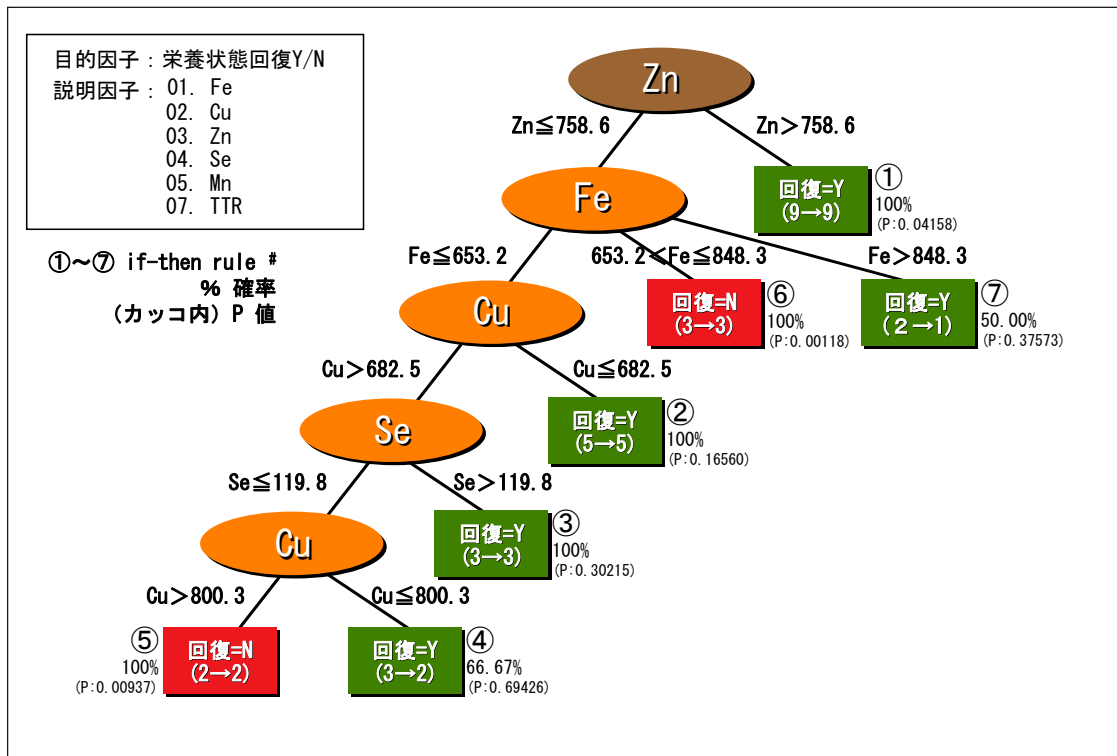 目的因子：栄養状態回復Y/N
説明因子：01. Fe
02. Cu
03. Zn
04. Se
05. Mn
07. TTR
①～⑦ if-then rule #
% 確率
(カッコ内) P 値
Zn
Zn≦758.6
Zn>758.6
Fe
回復=Y
(9→9)
①
100%
(P:0.04158)
Fe≦653.2
653.2<Fe≦848.3
Fe>848.3
Cu
回復=N
(3→3)
⑥
100%
(P:0.00118)
回復=Y
(2→1)
⑦
50.00%
(P:0.37573)
Cu>682.5
Cu≦682.5
Se
回復=Y
(5→5)
②
100%
(P:0.16560)
Se≦119.8
Se>119.8
Cu
回復=Y
(3→3)
③
100%
(P:0.30215)
Cu>800.3
Cu≦800.3
⑤
100%
(P:0.00937)
回復=N
(2→2)
回復=Y
(3→2)
④
66.67%
(P:0.69426)